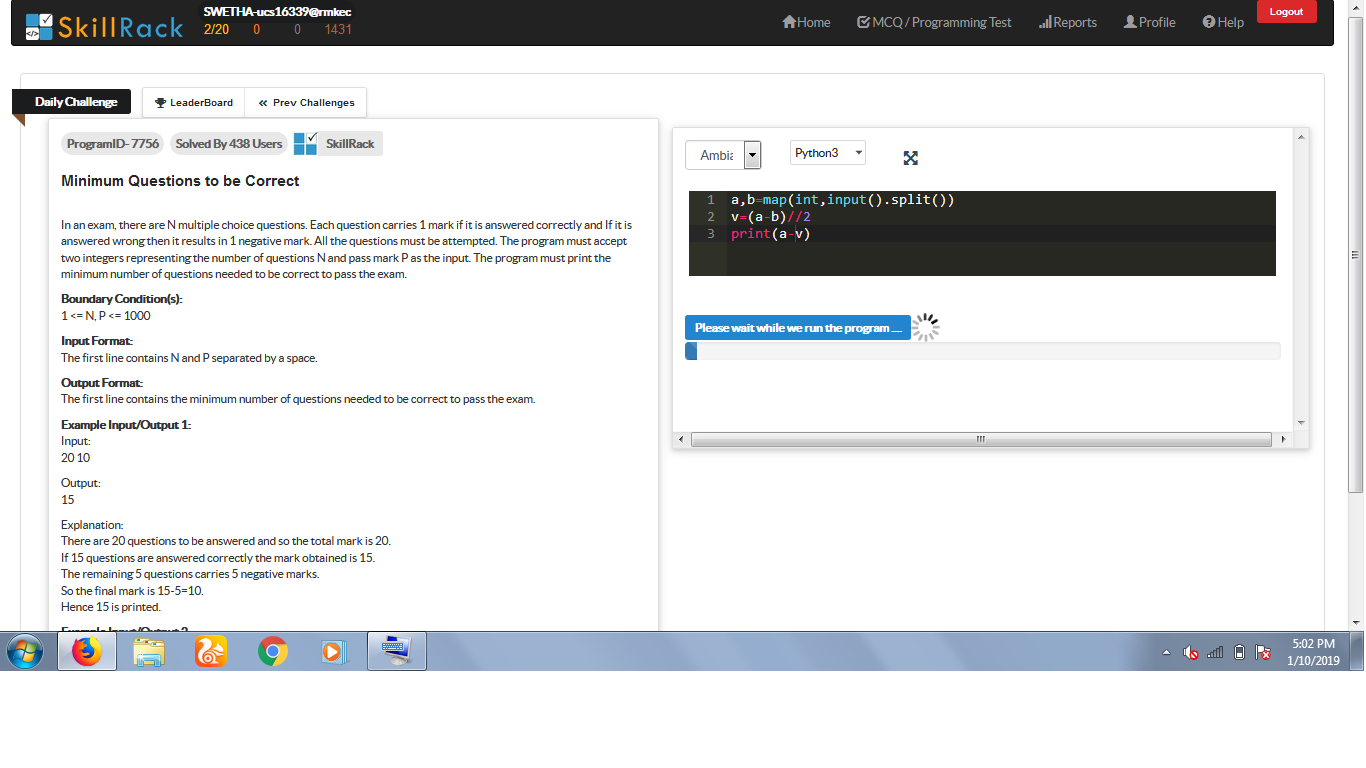 SkillRack
SWETHA-ucs16339@rmkec
2/20 0 0 1431
Home MCQ / Programming Test Reports Profile Help Logout
Daily Challenge LeaderBoard « Prev Challenges
ProgramID- 7756 Solved By 438 Users SkillRack
Minimum Questions to be Correct
In an exam, there are N multiple choice questions. Each question carries 1 mark if it is answered correctly and If it is
answered wrong then it results in 1 negative mark. All the questions must be attempted. The program must accept
two integers representing the number of questions N and pass mark P as the input. The program must print the
minimum number of questions needed to be correct to pass the exam.
Boundary Condition(s):
1 <= N, P <= 1000
Input Format:
The first line contains N and P separated by a space.
Output Format:
The first line contains the minimum number of questions needed to be correct to pass the exam.
Example Input/Output 1:
Input:
20 10
Output:
15
Explanation:
There are 20 questions to be answered and so the total mark is 20.
If 15 questions are answered correctly the mark obtained is 15.
The remaining 5 questions carries 5 negative marks.
So the final mark is 15-5=10.
Hence 15 is printed.
Ambia Python3
1 a,b=map(int,input().split())
2 v=(a-b)//2
3 print(a-v)
Please wait while we run the program ....
5:02 PM
1/10/2019